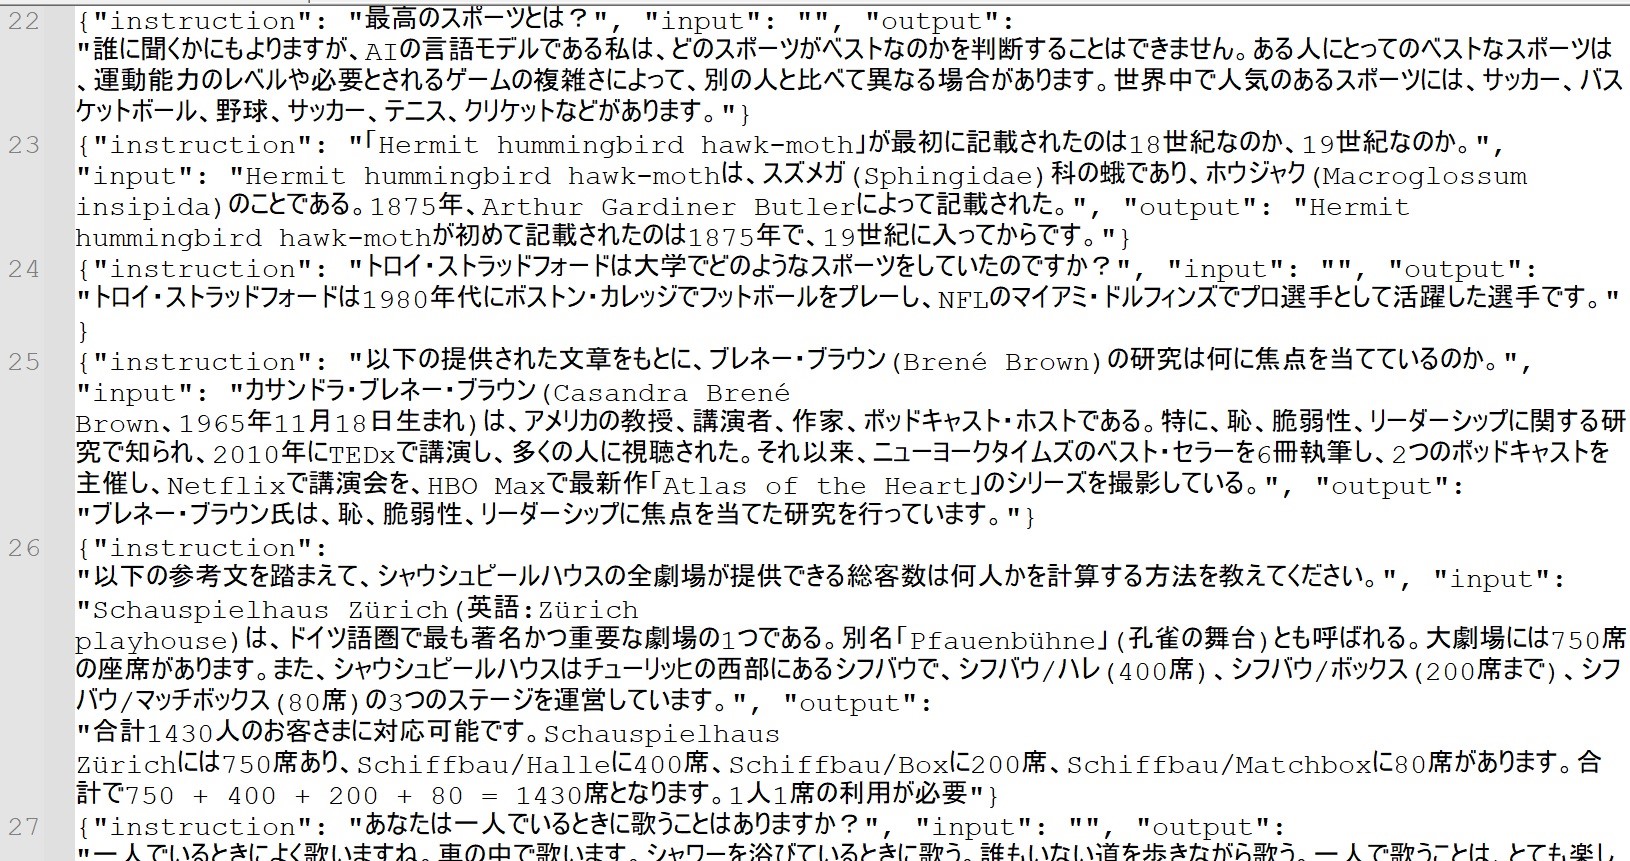 22 {"instruction": "最高のスポーツとは？", "input": "", "output":
"誰に聞くかにもよりますが、AIの言語モデルである私は、どのスポーツがベストなのかを判断することはできません。ある人にとってのベストなスポーツは
、運動能力のレベルや必要とされるゲームの複雑さによって、別の人と比べて異なる場合があります。世界中で人気のあるスポーツには、サッカー、バス
ケットボール、野球、サッカー、テニス、クリケットなどがあります。"}
23 {"instruction": "「Hermit hummingbird hawk-moth」が最初に記載されたのは18世紀なのか、19世紀なのか。",
"input": "Hermit hummingbird hawk-mothは、スズメガ(Sphingidae)科の蛾であり、ホウジャク(Macroglossum
insipida)のことである。1875年、Arthur Gardiner Butlerによって記載された。", "output": "Hermit
hummingbird hawk-mothが初めて記載されたのは1875年で、19世紀に入ってからです。"}
24 {"instruction": "トロイ・ストラッドフォードは大学でどのようなスポーツをしていたのですか？", "input": "", "output":
"トロイ・ストラッドフォードは1980年代にボストン・カレッジでフットボールをプレーし、NFLのマイアミ・ドルフィンズでプロ選手として活躍した選手です。"
}
25 {"instruction": "以下の提供された文章をもとに、ブレネー・ブラウン(Brené Brown)の研究は何に焦点を当てているのか。",
"input": "カサンドラ・ブレネー・ブラウン(Casandra Brené
Brown、1965年11月18日生まれ)は、アメリカの教授、講演者、作家、ポッドキャスト・ホストである。特に、恥、脆弱性、リーダーシップに関する研
究で知られ、2010年にTEDxで講演し、多くの人に視聴された。それ以来、ニューヨークタイムズのベスト・セラーを6冊執筆し、2つのポッドキャストを
主催し、Netflixで講演会を、HBO Maxで最新作「Atlas of the Heart」のシリーズを撮影している。", "output":
"ブレネー・ブラウン氏は、恥、脆弱性、リーダーシップに焦点を当てた研究を行っています。"}
26 {"instruction":
"以下の参考文を踏まえて、シャウシュピールハウスの全劇場が提供できる総客数は何人かを計算する方法を教えてください。", "input":
"Schauspielhaus Zürich(英語:Zürich
playhouse)は、ドイツ語圏で最も著名かつ重要な劇場の1つである。別名「Pfauenbühne」(孔雀の舞台)とも呼ばれる。大劇場には750席
の座席があります。また、シャウシュピールハウスはチューリッヒの西部にあるシフバウで、シフバウ/ハレ(400席)、シフバウ/ボックス(200席まで)、シフ
バウ/マッチボックス(80席)の3つのステージを運営しています。", "output":
"合計1430人のお客さまに対応可能です。Schauspielhaus
Zürichには750席あり、Schiffbau/Halleに400席、Schiffbau/Boxに200席、Schiffbau/Matchboxに80席があります。合
計で750 + 400 + 200 + 80 = 1430席となります。1人1席の利用が必要"}
27 {"instruction": "あなたは一人でいるときに歌うことはありますか？", "input": "", "output":
"一人でいるときによく歌いますね。車の中で歌います。シャワーを浴びているときに歌う。誰もいない道を歩きながら歌う。一人で歌うことは、とても楽し